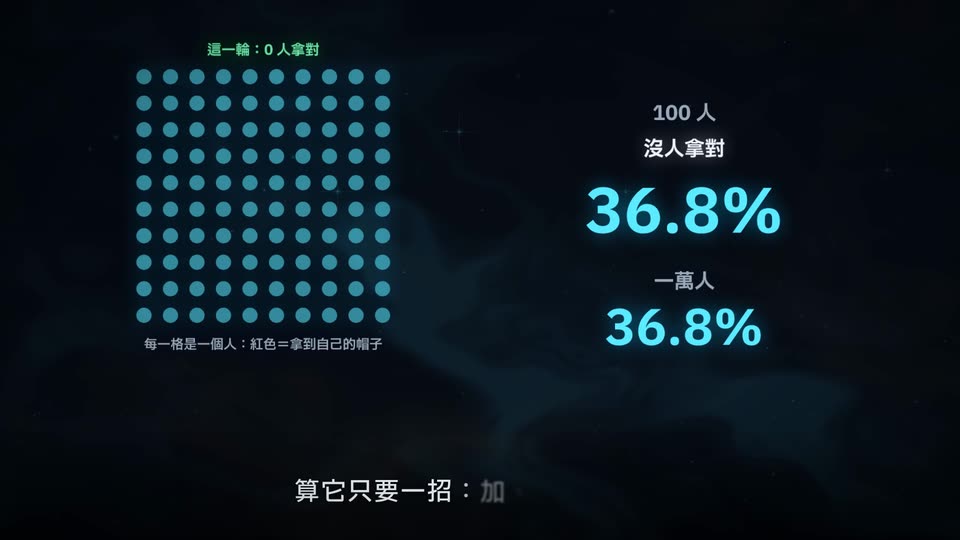 這一輪：0 人拿對
每一格是一個人：紅色＝拿到自己的帽子
100 人
沒人拿對
36.8%
一萬人
36.8%
算它只要一招：加